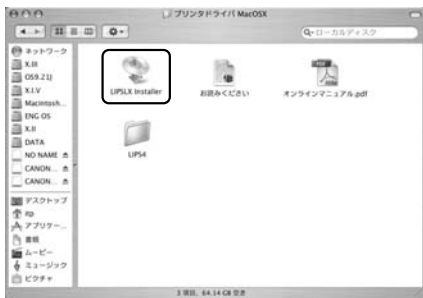 プリンタドライバ MacOSX
Q- ローカルディスク
ネットワーク
X.III
OS9.2 1J
X.I.V
Macintosh...
ENG OS
X.II
DATA
NO NAME
CANON...
CANON...
デスクトップ
アプリケー...
書類
ムービー
ミュージック
ピクチャ
LIPSLX Installer
お読みください
オンラインマニュアル.pdf
LIPS4
3 項目、64.14 GB 空き